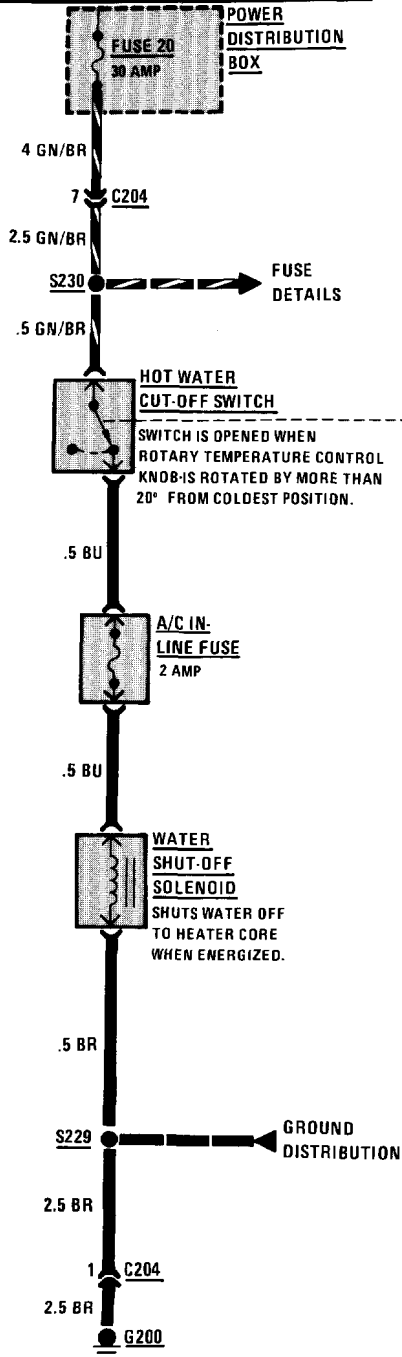 POWER
DISTRIBUTION
BOX
FUSE 20
30 AMP
4 GN/BR
7 C204
2.5 GN/BR
S230
FUSE
DETAILS
.5 GN/BR
HOT WATER
CUT-OFF SWITCH
SWITCH IS OPENED WHEN
ROTARY TEMPERATURE CONTROL
KNOB IS ROTATED BY MORE THAN
20° FROM COLDEST POSITION.
.5 BU
A/C IN-
LINE FUSE
2 AMP
.5 BU
WATER
SHUT-OFF
SOLENOID
SHUTS WATER OFF
TO HEATER CORE
WHEN ENERGIZED.
.5 BR
S229
GROUND
DISTRIBUTION
2.5 BR
1 C204
2.5 BR
G200